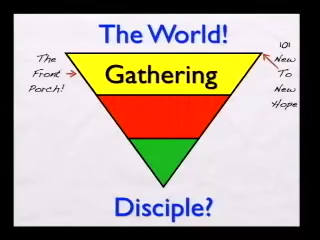 The World!
The
Front
Porch!
Gathering
101
New
To
New
Hope
Disciple?